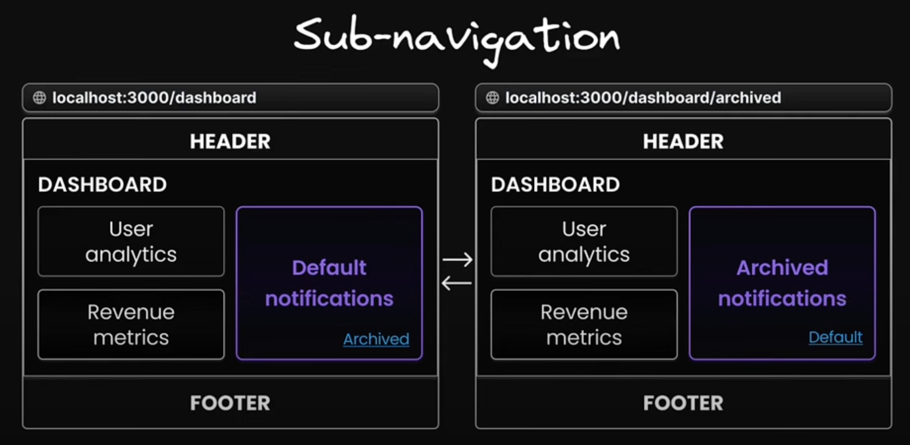 Sub-navigation
localhost:3000/dashboard
HEADER
DASHBOARD
User
analytics
Revenue
metrics
Default
notifications
Archived
FOOTER
localhost:3000/dashboard/archived
HEADER
DASHBOARD
User
analytics
Revenue
metrics
Archived
notifications
Default
FOOTER